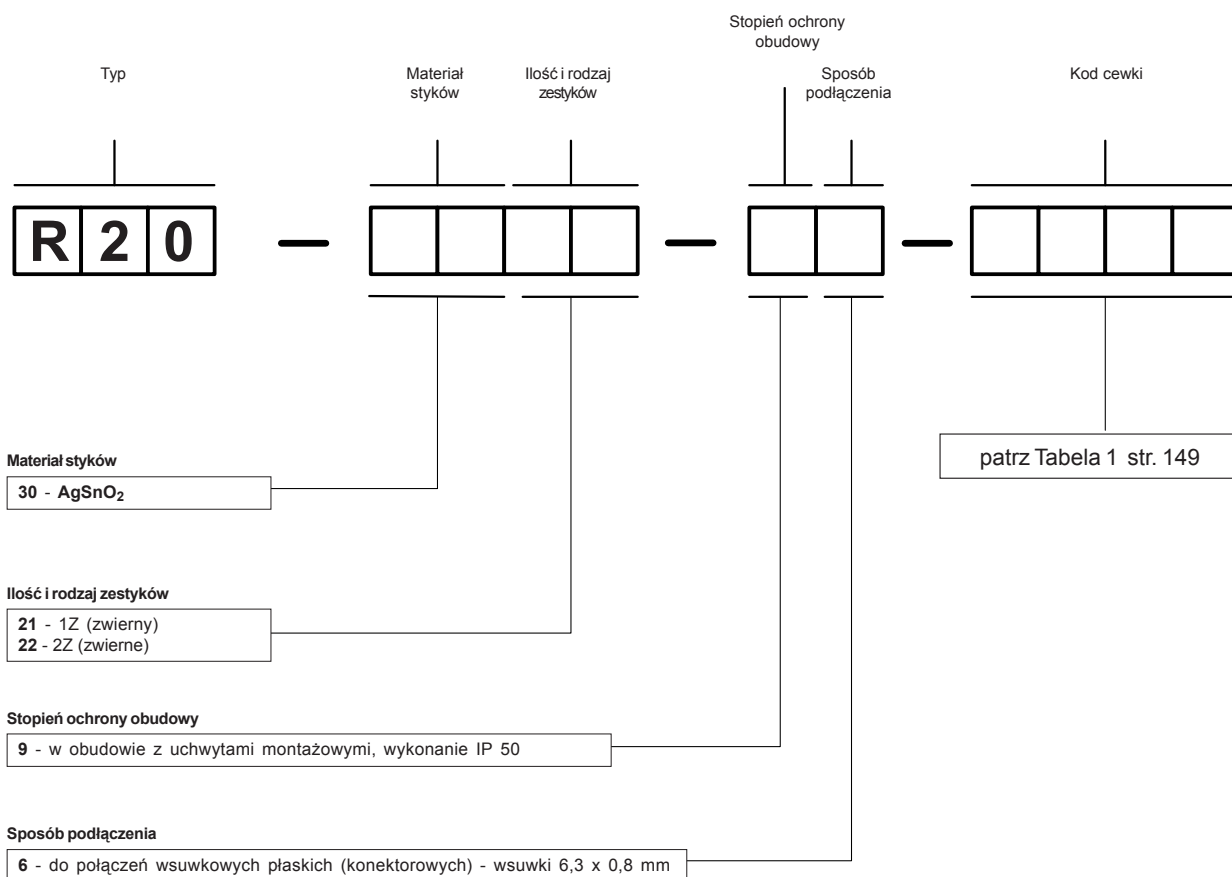 Stopień ochrony
obudowy
Typ
Materiał
styków
Ilość i rodzaj
zestyków
Sposób
podłączenia
Kod cewki
R 2 0 — — —
Materiał styków
30 - AgSnO₂
patrz Tabela 1 str. 149
Ilość i rodzaj zestyków
21 - 1Z (zwierny)
22 - 2Z (zwierne)
Stopień ochrony obudowy
9 - w obudowie z uchwytami montażowymi, wykonanie IP 50
Sposób podłączenia
6 - do połączeń wsuwkowych płaskich (konektorowych) - wsuwki 6,3 x 0,8 mm